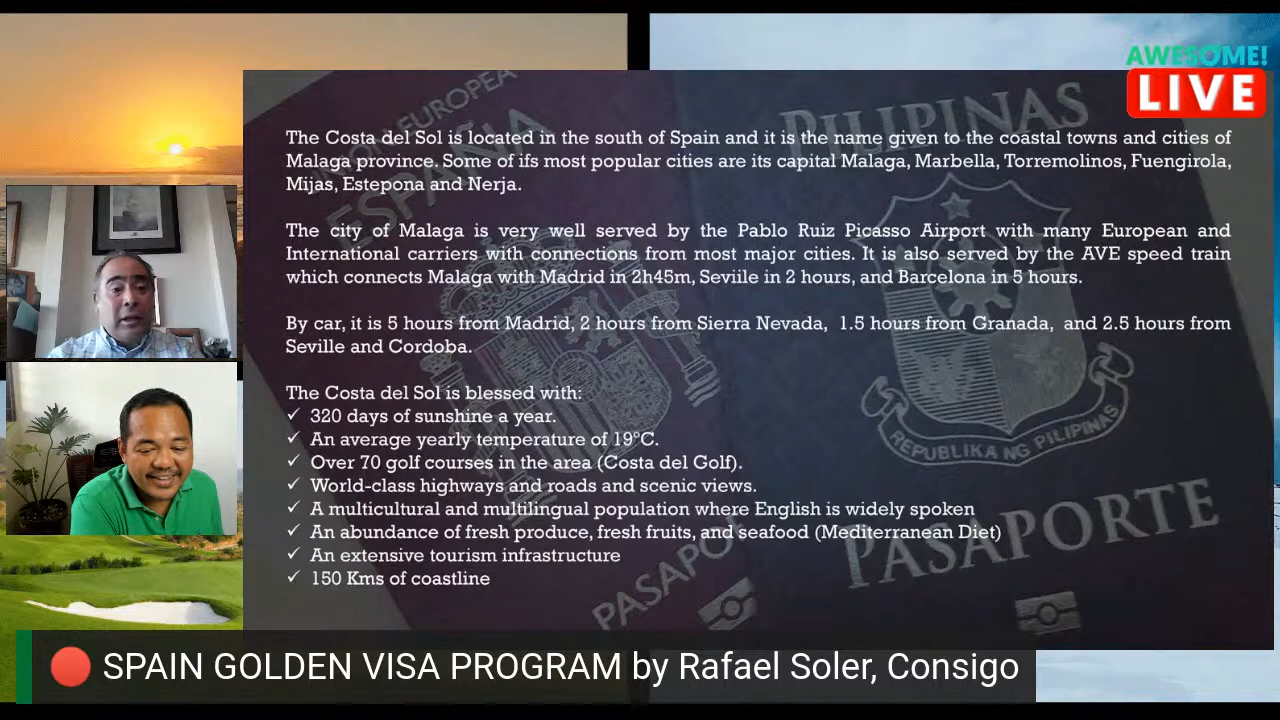 AWESOME!
LIVE
UNION EUROPEA
ESPAÑA
PILIPINAS
The Costa del Sol is located in the south of Spain and it is the name given to the coastal towns and cities of
Malaga province. Some of ifs most popular cities are its capital Malaga, Marbella, Torremolinos, Fuengirola,
Mijas, Estepona and Nerja.
The city of Malaga is very well served by the Pablo Ruiz Picasso Airport with many European and
International carriers with connections from most major cities. It is also served by the AVE speed train
which connects Malaga with Madrid in 2h45m, Seviile in 2 hours, and Barcelona in 5 hours.
By car, it is 5 hours from Madrid, 2 hours from Sierra Nevada, 1.5 hours from Granada, and 2.5 hours from
Seville and Cordoba.
The Costa del Sol is blessed with:
✓ 320 days of sunshine a year.
✓ An average yearly temperature of 19°C.
✓ Over 70 golf courses in the area (Costa del Golf).
✓ World-class highways and roads and scenic views.
✓ A multicultural and multilingual population where English is widely spoken
✓ An abundance of fresh produce, fresh fruits, and seafood (Mediterranean Diet)
✓ An extensive tourism infrastructure
✓ 150 Kms of coastline
REPUBLIKA NG PILIPINAS
PASAPORTE
PASAPO
SPAIN GOLDEN VISA PROGRAM by Rafael Soler, Consigo